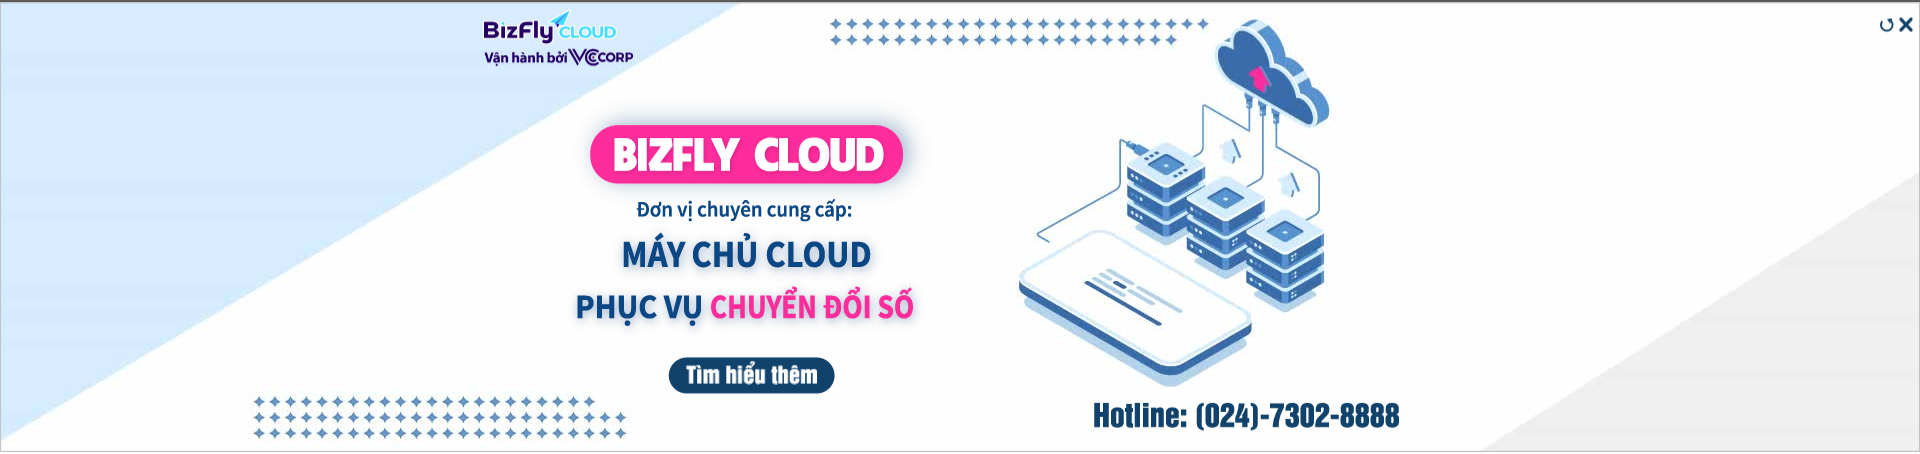 BizFly CLOUD
Vận hành bởi VCCORP
BIZFLY CLOUD
Đơn vị chuyên cung cấp:
MÁY CHỦ CLOUD
PHỤC VỤ CHUYỂN ĐỔI SỐ
Tìm hiểu thêm
Hotline: (024)-7302-8888